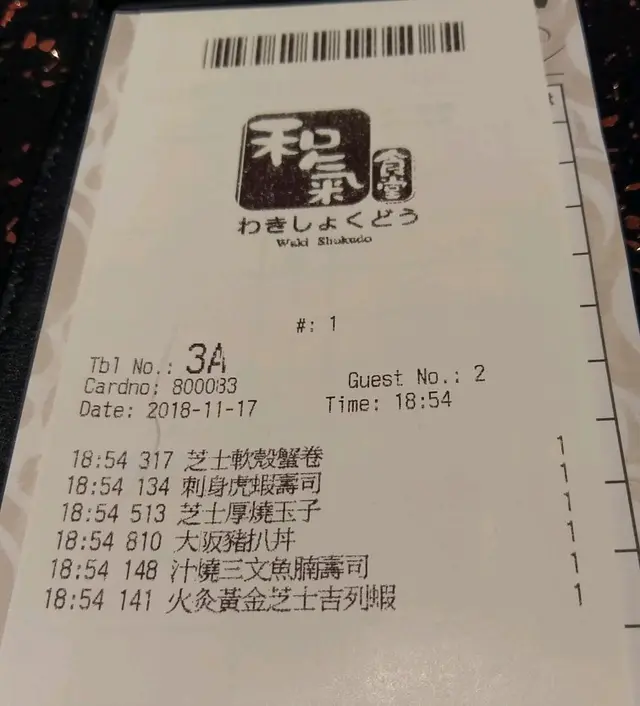 和氣
食堂
わきしょくどう
Waki Shokudo
#: 1
Tbl No.: 3A
Cardno: 800083
Guest No.: 2
Date: 2018-11-17
Time: 18:54
18:54 317 芝士軟殼蟹卷 1
18:54 134 刺身虎蝦壽司 1
18:54 513 芝士厚燒玉子 1
18:54 810 大阪豬扒丼 1
18:54 148 汁燒三文魚腩壽司 1
18:54 141 火灸黃金芝士吉列蝦 1